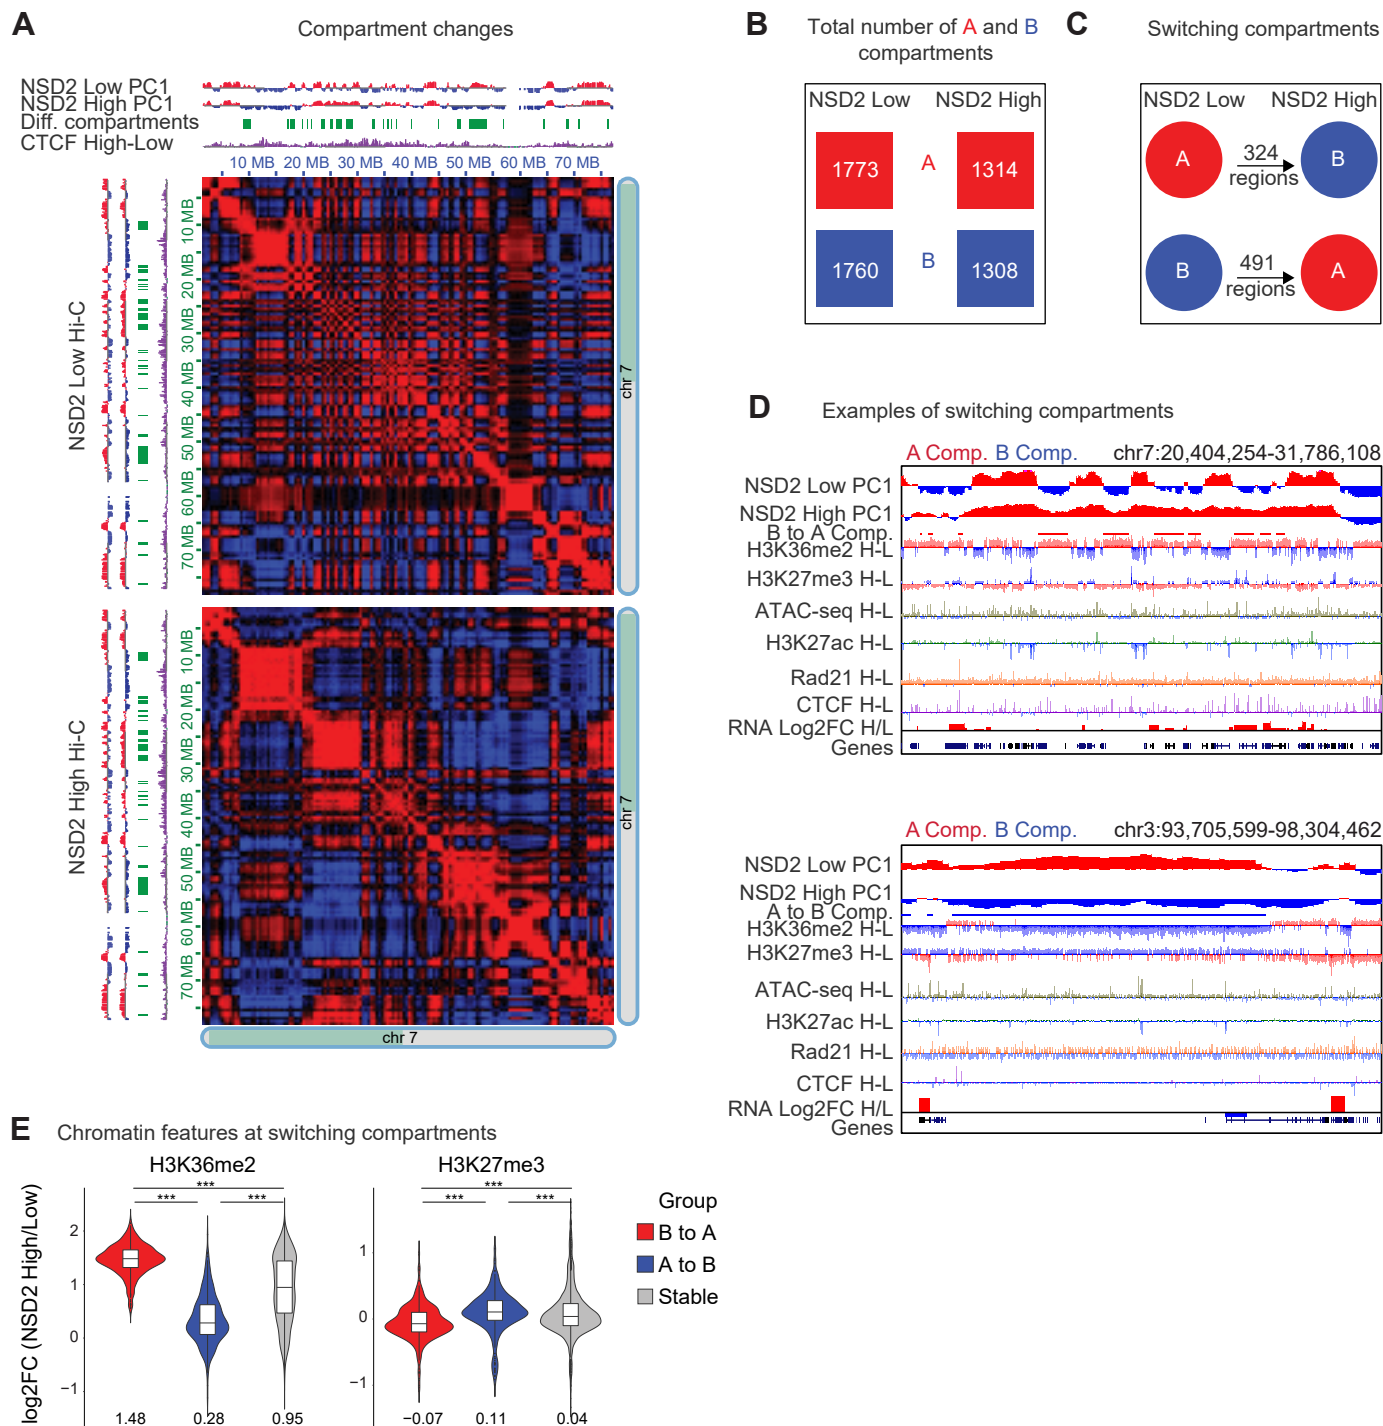 A
Compartment changes
NSD2 Low PC1
NSD2 High PC1
Diff. compartments
CTCF High-Low
10 MB 20 MB 30 MB 40 MB 50 MB 60 MB 70 MB
NSD2 Low Hi-C
10 MB
20 MB
30 MB
40 MB
50 MB
60 MB
70 MB
chr 7
NSD2 High Hi-C
10 MB
20 MB
30 MB
40 MB
50 MB
60 MB
70 MB
chr 7
chr 7
B
Total number of A and B
compartments
NSD2 Low NSD2 High
1773 A 1314
1760 B 1308
C
Switching compartments
NSD2 Low NSD2 High
A 324 B
regions
B 491 A
regions
D
Examples of switching compartments
A Comp. B Comp. chr7:20,404,254-31,786,108
NSD2 Low PC1
NSD2 High PC1
B to A Comp.
H3K36me2 H-L
H3K27me3 H-L
ATAC-seq H-L
H3K27ac H-L
Rad21 H-L
CTCF H-L
RNA Log2FC H/L
Genes
A Comp. B Comp. chr3:93,705,599-98,304,462
NSD2 Low PC1
NSD2 High PC1
A to B Comp.
H3K36me2 H-L
H3K27me3 H-L
ATAC-seq H-L
H3K27ac H-L
Rad21 H-L
CTCF H-L
RNA Log2FC H/L
Genes
E
Chromatin features at switching compartments
log2FC (NSD2 High/Low)
H3K36me2
***
*** ***
2
1
0
−1
1.48 0.28 0.95
H3K27me3
***
*** ***
1
0
−1
−0.07 0.11 0.04
Group
B to A
A to B
Stable